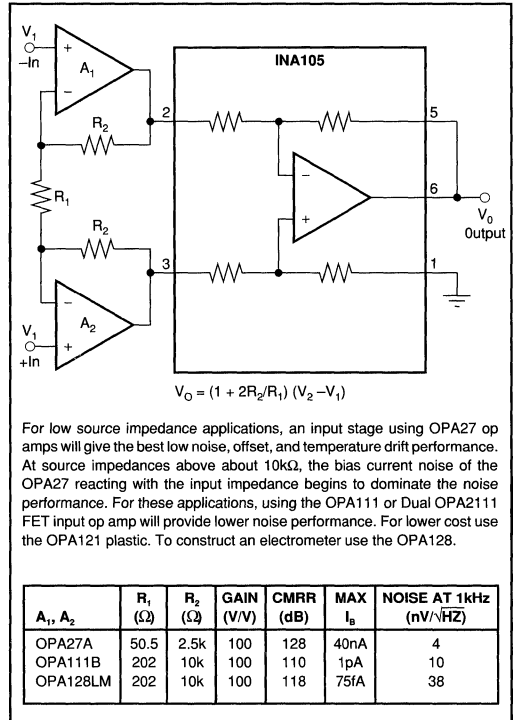 V₁
−In
A₁
R₂
R₁
R₂
A₂
V₁
+In
INA105
2
5
6
3
1
V₀
Output
V_O = (1 + 2R₂/R₁) (V₂ –V₁)
For low source impedance applications, an input stage using OPA27 op
amps will give the best low noise, offset, and temperature drift performance.
At source impedances above about 10kΩ, the bias current noise of the
OPA27 reacting with the input impedance begins to dominate the noise
performance. For these applications, using the OPA111 or Dual OPA2111
FET input op amp will provide lower noise performance. For lower cost use
the OPA121 plastic. To construct an electrometer use the OPA128.
A₁, A₂ R₁ (Ω) R₂ (Ω) GAIN (V/V) CMRR (dB) MAX I_B NOISE AT 1kHz (nV/√HZ)
OPA27A 50.5 2.5k 100 128 40nA 4
OPA111B 202 10k 100 110 1pA 10
OPA128LM 202 10k 100 118 75fA 38